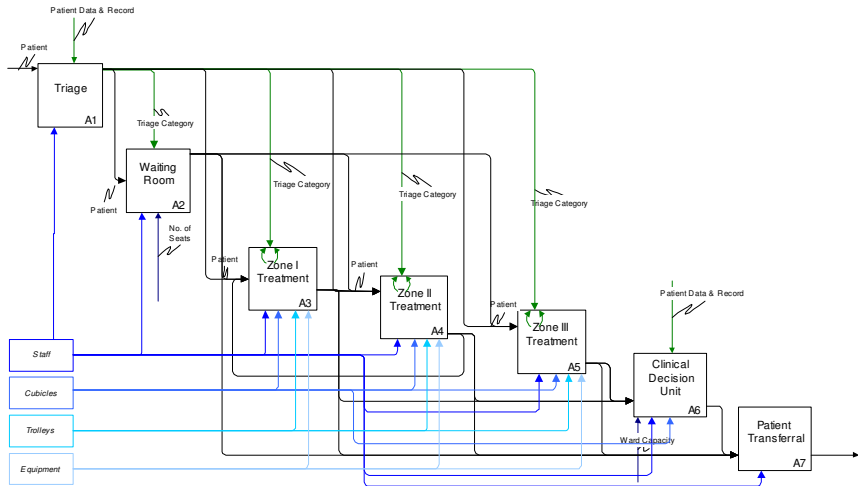 Patient Data & Record
Patient
Triage
A1
Triage Category
Waiting
Room
A2
Patient
No. of
Seats
Triage Category
Triage Category
Triage Category
Patient
Zone I
Treatment
A3
Patient
Zone II
Treatment
A4
Patient
Zone III
Treatment
A5
Patient Data & Record
Clinical
Decision
Unit
A6
Ward Capacity
Patient
Transferral
A7
Staff
Cubicles
Trolleys
Equipment